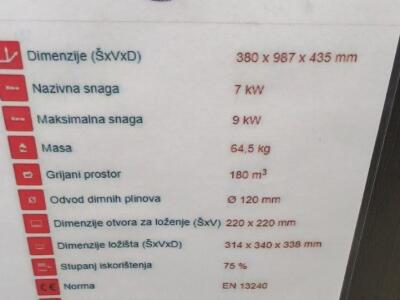 Dimenzije (ŠxVxD) 380 x 987 x 435 mm
Nazivna snaga 7 kW
Maksimalna snaga 9 kW
Masa 64,5 kg
Grijani prostor 180 m³
Odvod dimnih plinova Ø 120 mm
Dimenzije otvora za loženje (ŠxV) 220 x 220 mm
Dimenzije ložišta (ŠxVxD) 314 x 340 x 338 mm
Stupanj iskorištenja 75 %
CE Norma EN 13240